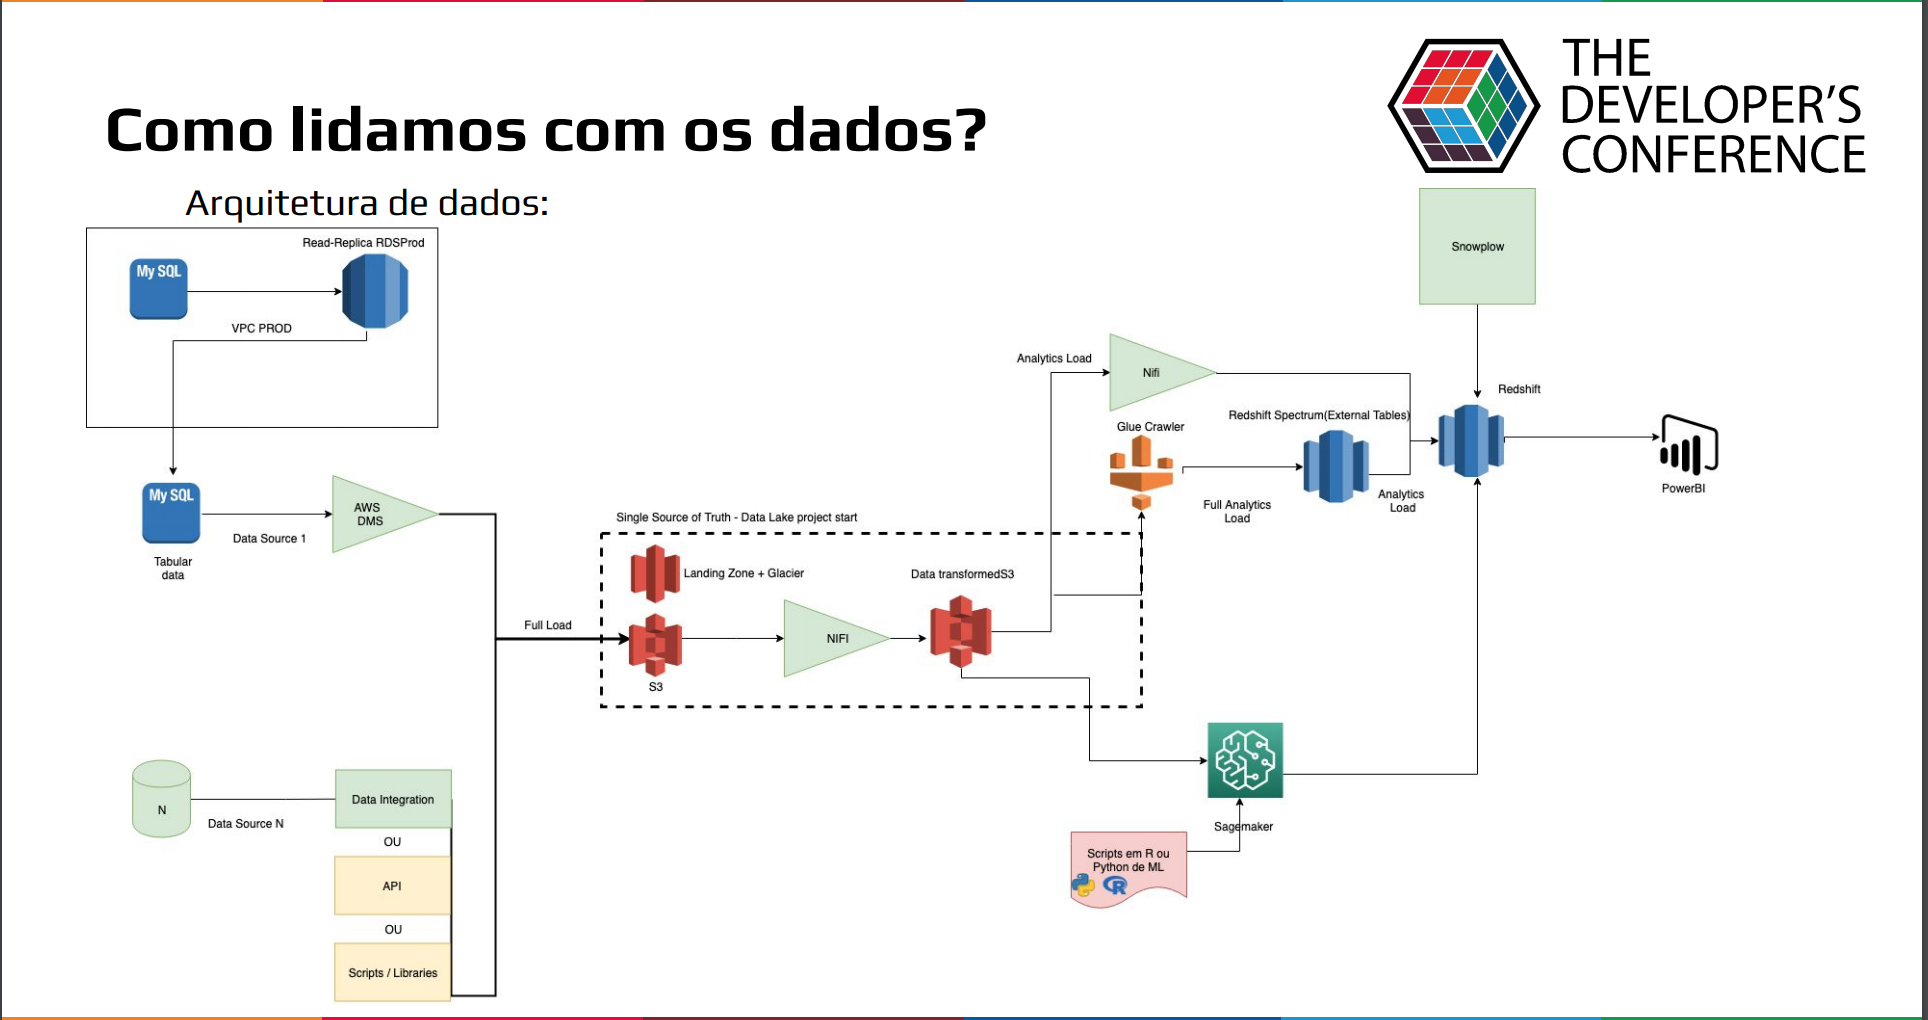 THE
DEVELOPER'S
CONFERENCE
Como lidamos com os dados?
Arquitetura de dados:
Read-Replica RDSProd
My SQL
VPC PROD
My SQL
Tabular
data
Data Source 1
AWS
DMS
Full Load
N
Data Source N
Data Integration
OU
API
OU
Scripts / Libraries
Single Source of Truth - Data Lake project start
Landing Zone + Glacier
S3
NIFI
Data transformedS3
Analytics Load
Nifi
Glue Crawler
Full Analytics
Load
Redshift Spectrum(External Tables)
Analytics
Load
Snowplow
Redshift
PowerBI
Sagemaker
Scripts em R ou
Python de ML
R